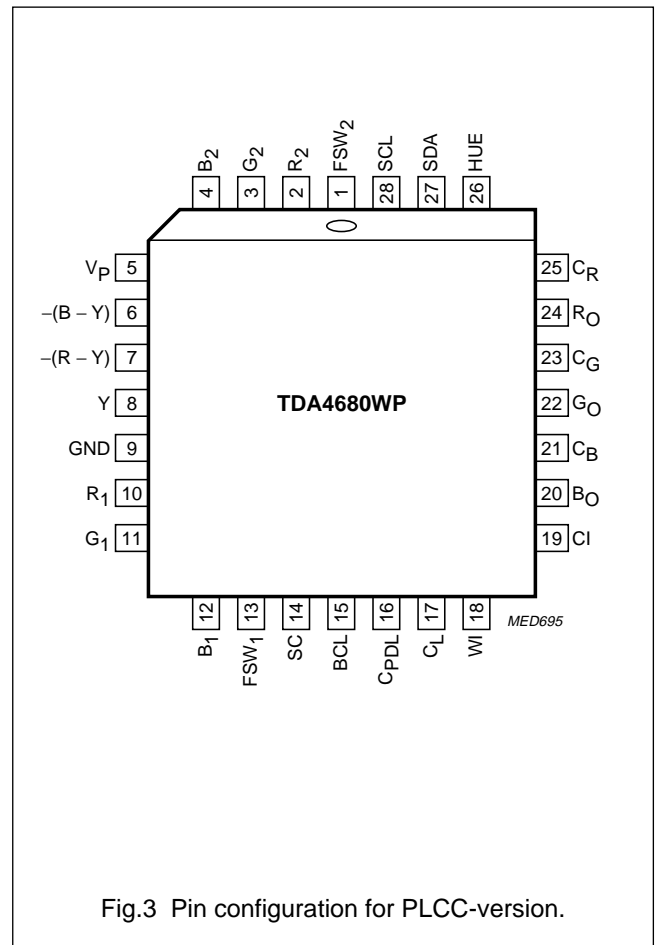 B2
G2
R2
FSW2
SCL
SDA
HUE
4
3
2
1
28
27
26
VP 5
−(B − Y) 6
−(R − Y) 7
Y 8
GND 9
R1 10
G1 11
TDA4680WP
25 CR
24 RO
23 CG
22 GO
21 CB
20 BO
19 CI
12
13
14
15
16
17
18
B1
FSW1
SC
BCL
CPDL
CL
WI
MED695
Fig.3 Pin configuration for PLCC-version.